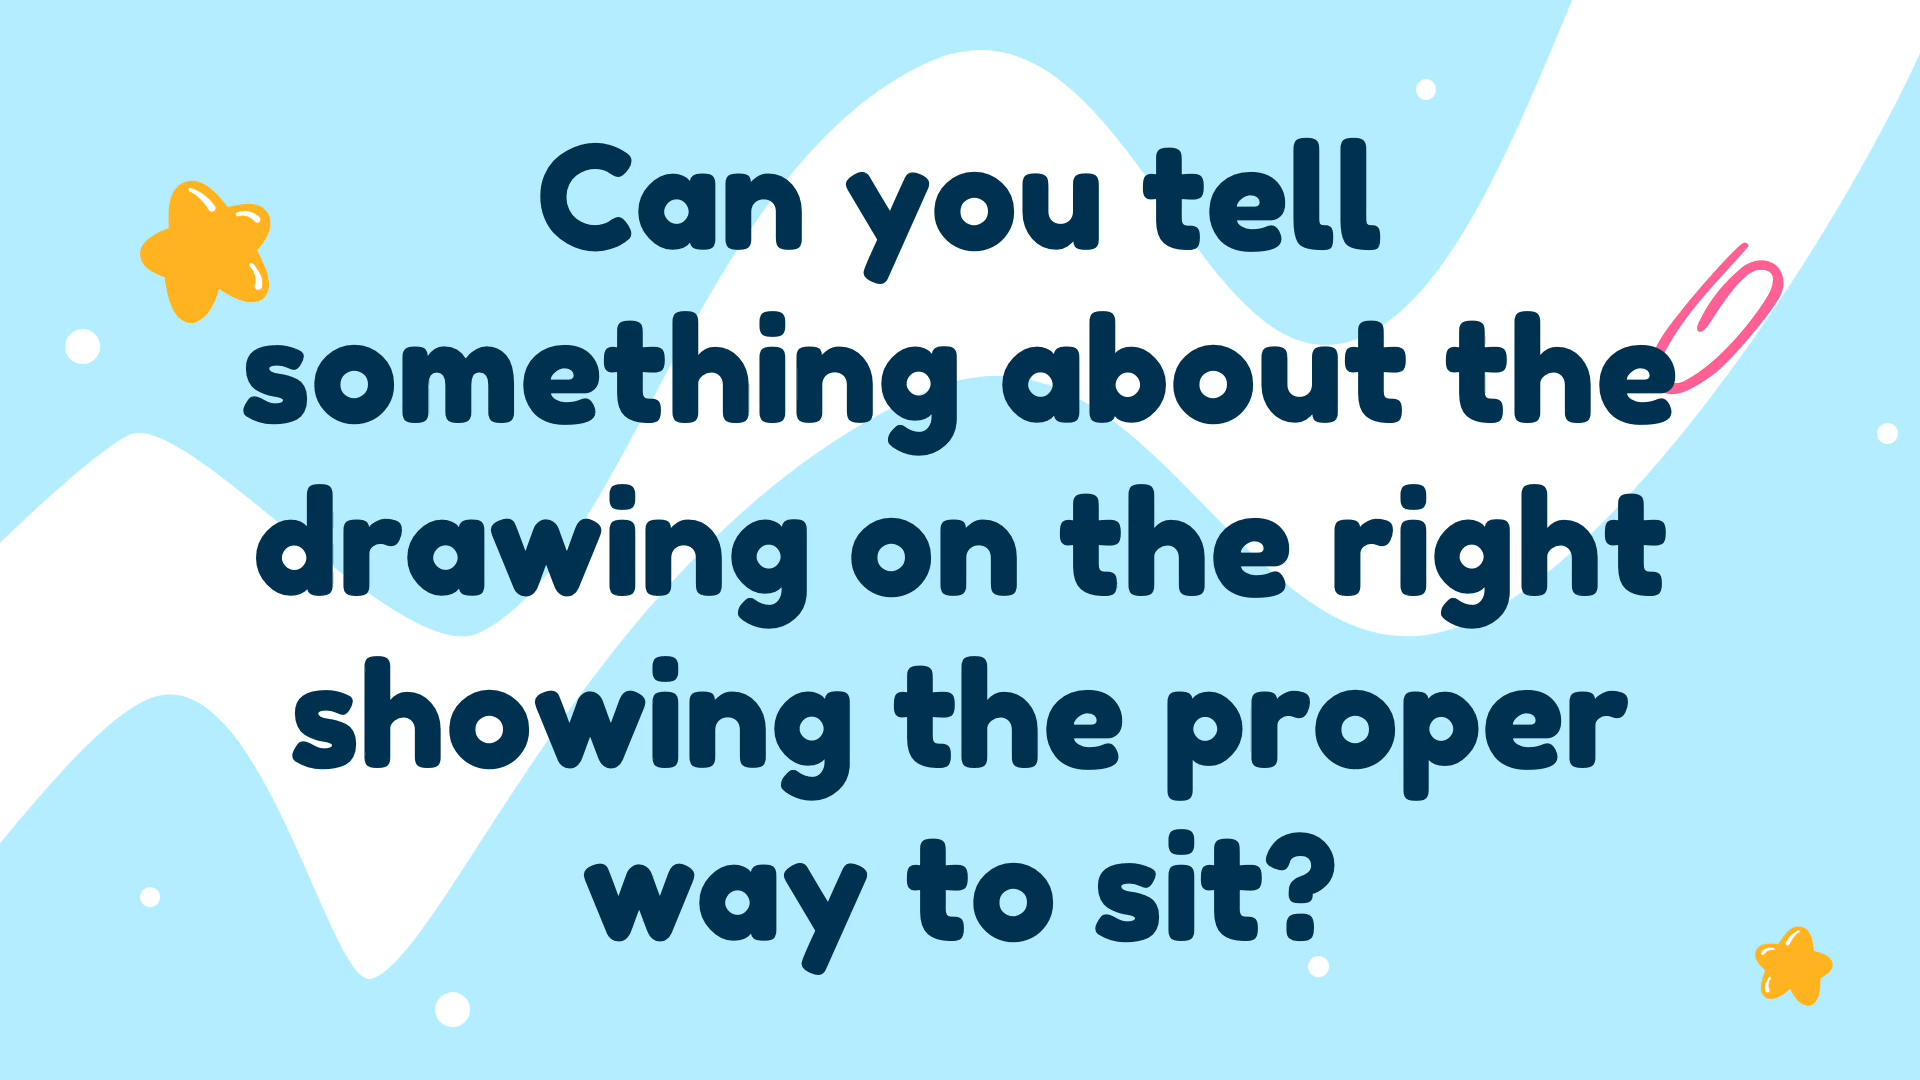 Can you tell
something about the
drawing on the right
showing the proper
way to sit?